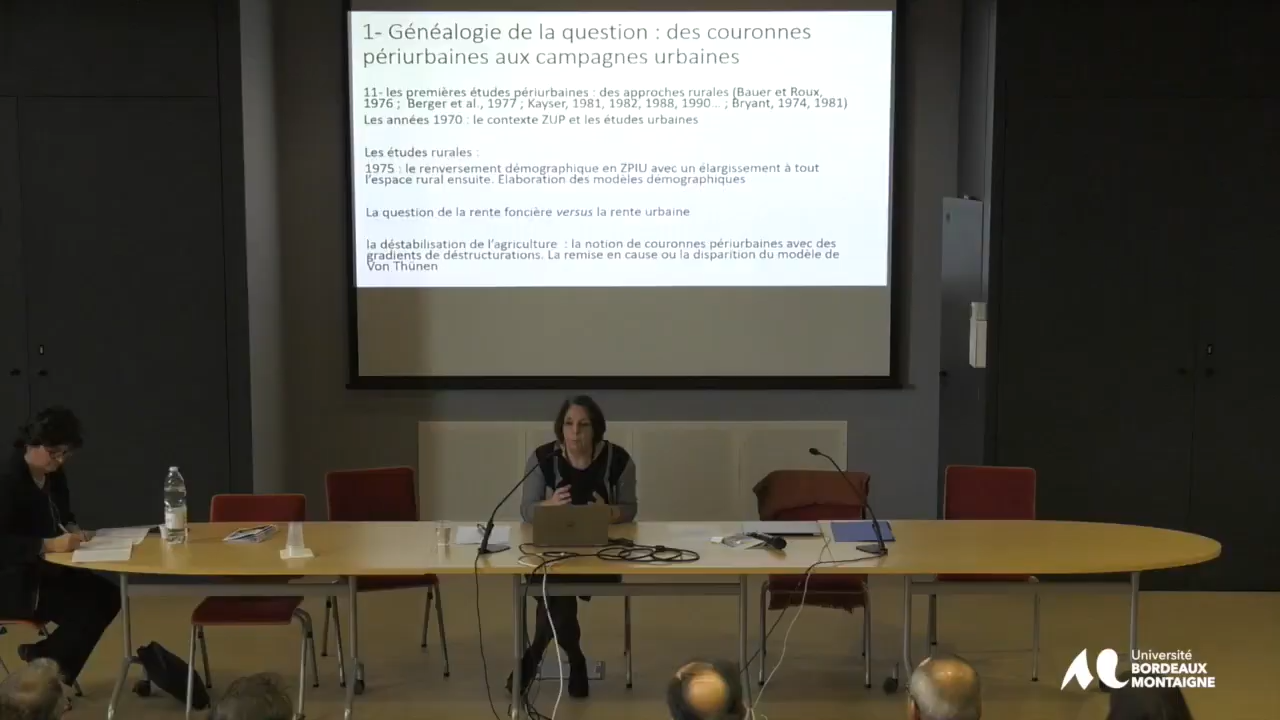 1- Généalogie de la question : des couronnes
périurbaines aux campagnes urbaines
11- les premières études périurbaines : des approches rurales (Bauer et Roux,
1976 ; Berger et al., 1977 ; Kayser, 1981, 1982, 1988, 1990... ; Bryant, 1974, 1981)
Les années 1970 : le contexte ZUP et les études urbaines
Les études rurales :
1975 : le renversement démographique en ZPIU avec un élargissement à tout
l'espace rural ensuite. Elaboration des modèles démographiques
La question de la rente foncière versus la rente urbaine
la déstabilisation de l'agriculture : la notion de couronnes périurbaines avec des
gradients de déstructurations. La remise en cause ou la disparition du modèle de
Von Thünen
Université
BORDEAUX
MONTAIGNE